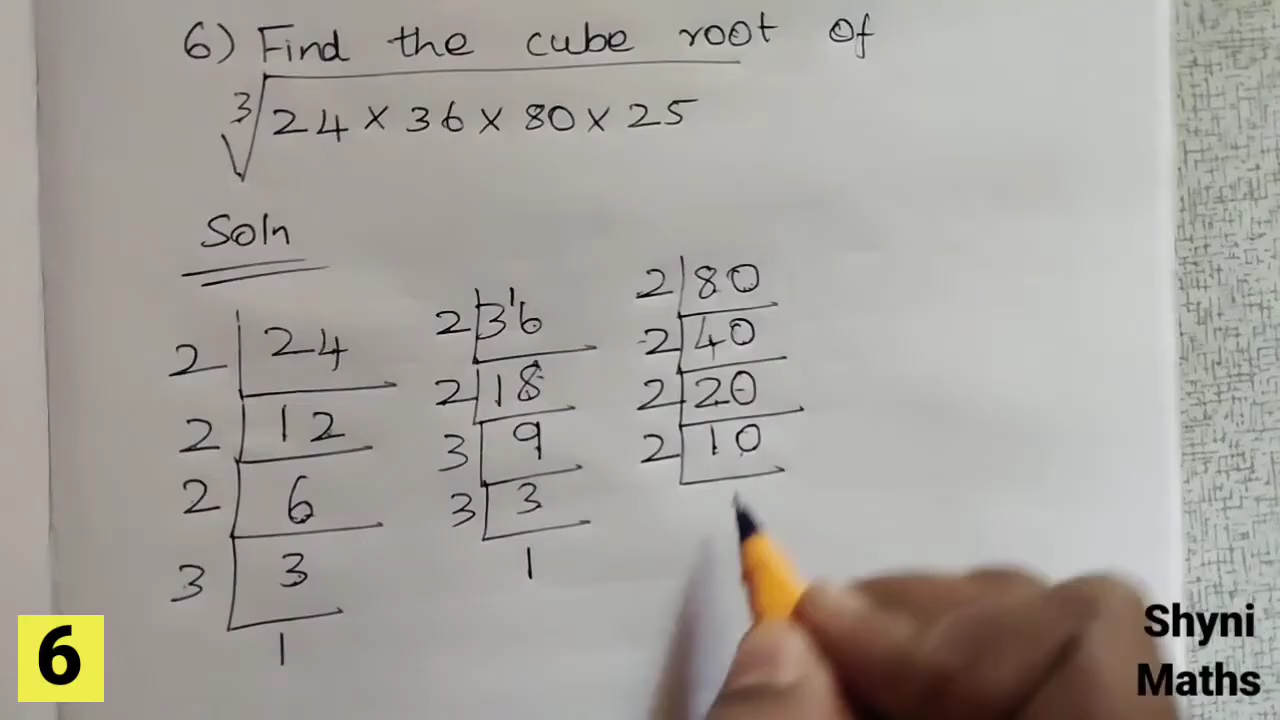 6) Find the cube root of
∛24 × 36 × 80 × 25
Soln
2 | 24
2 | 12
2 | 6
3 | 3
1
2 | 36
2 | 18
3 | 9
3 | 3
1
2 | 80
2 | 40
2 | 20
2 | 10
6
Shyni
Maths